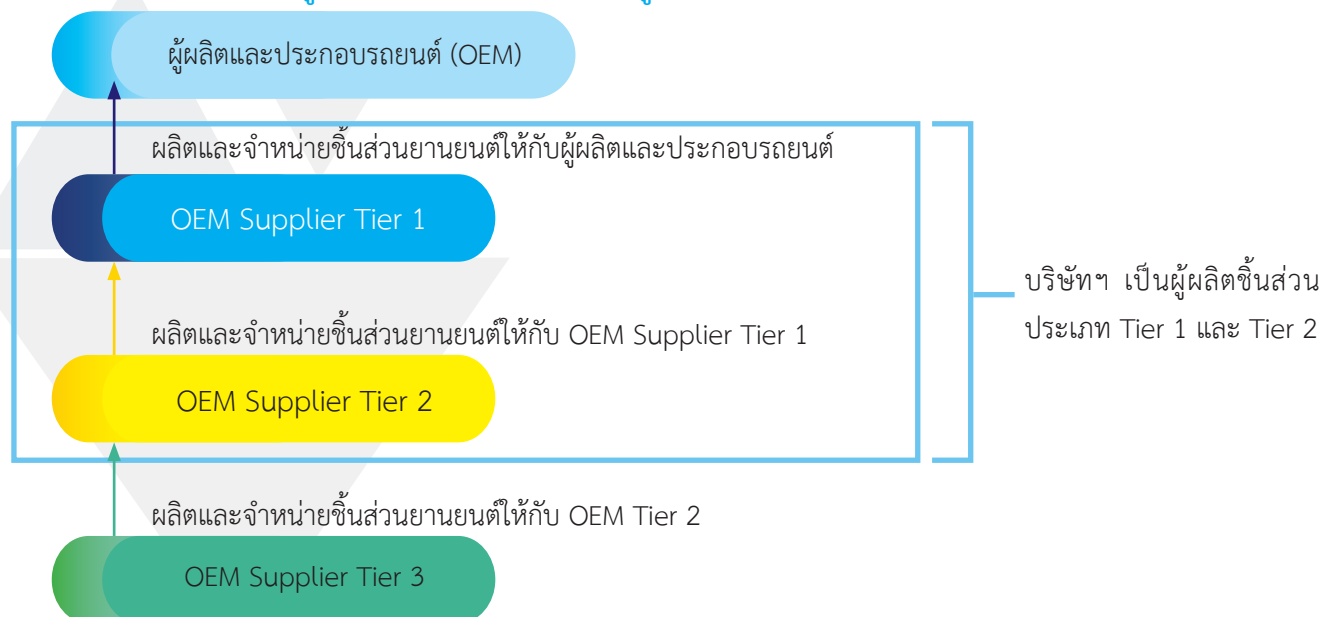 ผู้ผลิตและประกอบรถยนต์ (OEM)
ผลิตและจำหน่ายชิ้นส่วนยานยนต์ให้กับผู้ผลิตและประกอบรถยนต์
OEM Supplier Tier 1
บริษัทฯ เป็นผู้ผลิตชิ้นส่วน
ประเภท Tier 1 และ Tier 2
ผลิตและจำหน่ายชิ้นส่วนยานยนต์ให้กับ OEM Supplier Tier 1
OEM Supplier Tier 2
ผลิตและจำหน่ายชิ้นส่วนยานยนต์ให้กับ OEM Tier 2
OEM Supplier Tier 3